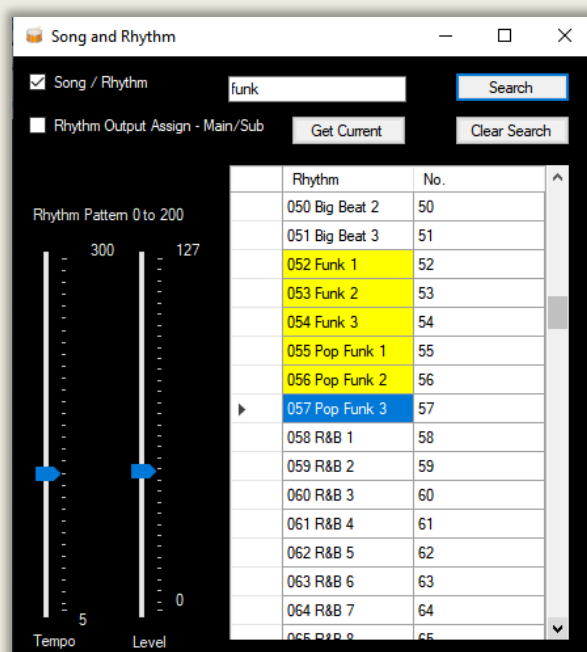 Song and Rhythm
Song / Rhythm
funk
Search
Rhythm Output Assign - Main/Sub
Get Current
Clear Search
Rhythm Pattern 0 to 200
300
127
5
0
Tempo
Level
Rhythm No.
050 Big Beat 2 50
051 Big Beat 3 51
052 Funk 1 52
053 Funk 2 53
054 Funk 3 54
055 Pop Funk 1 55
056 Pop Funk 2 56
057 Pop Funk 3 57
058 R&B 1 58
059 R&B 2 59
060 R&B 3 60
061 R&B 4 61
062 R&B 5 62
063 R&B 6 63
064 R&B 7 64
065 R&B 8 65